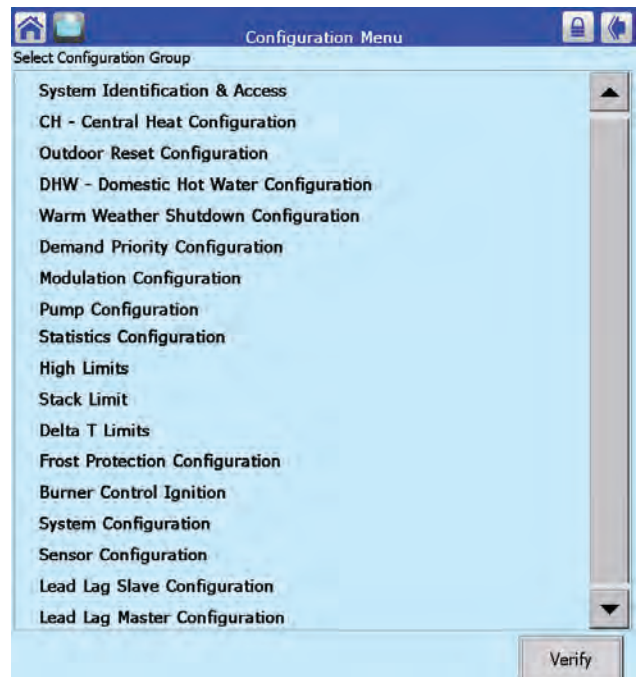 Configuration Menu
Select Configuration Group
System Identification & Access
CH - Central Heat Configuration
Outdoor Reset Configuration
DHW - Domestic Hot Water Configuration
Warm Weather Shutdown Configuration
Demand Priority Configuration
Modulation Configuration
Pump Configuration
Statistics Configuration
High Limits
Stack Limit
Delta T Limits
Frost Protection Configuration
Burner Control Ignition
System Configuration
Sensor Configuration
Lead Lag Slave Configuration
Lead Lag Master Configuration
Verify